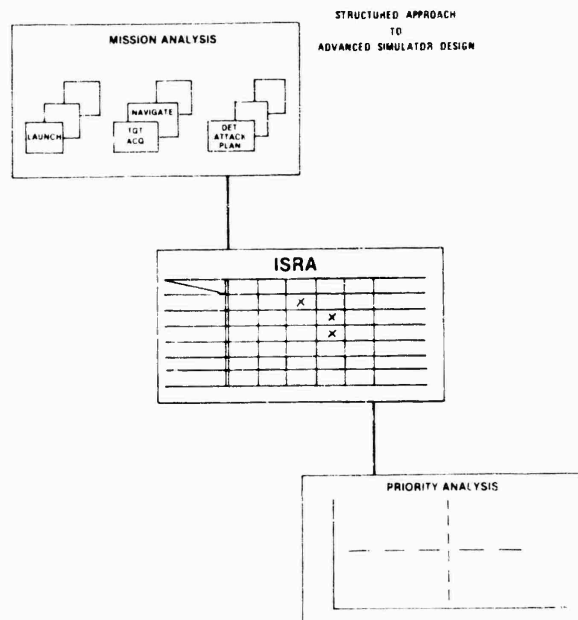 STRUCTURED APPROACH
TO
ADVANCED SIMULATOR DESIGN
MISSION ANALYSIS
LAUNCH
NAVIGATE
TGT
ACQ
DET
ATTACK
PLAN
ISRA
X
X
X
PRIORITY ANALYSIS